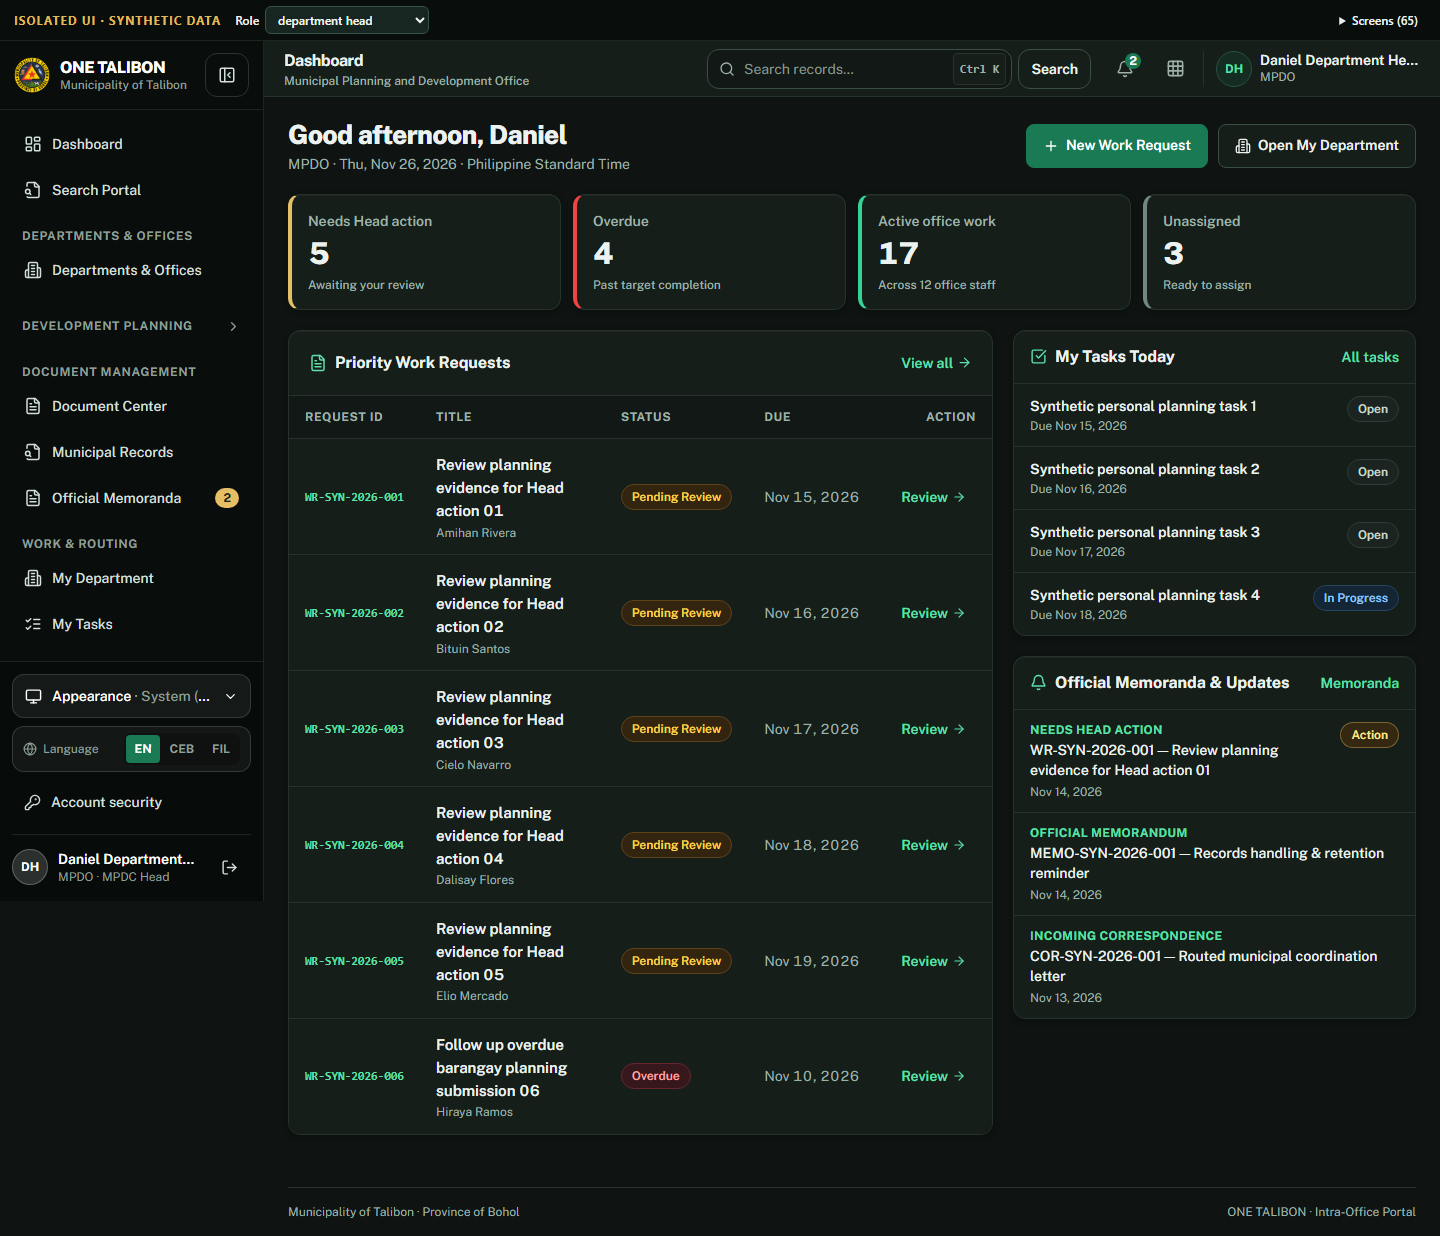 ISOLATED UI · SYNTHETIC DATA
Role
department head
Screens (65)
ONE TALIBON
Municipality of Talibon
Dashboard
Municipal Planning and Development Office
Search records...
Ctrl K
Search
2
DH
Daniel Department He...
MPDO
Dashboard
Search Portal
DEPARTMENTS & OFFICES
Departments & Offices
DEVELOPMENT PLANNING
DOCUMENT MANAGEMENT
Document Center
Municipal Records
Official Memoranda
2
WORK & ROUTING
My Department
My Tasks
Appearance · System (...
Language
EN
CEB
FIL
Account security
DH
Daniel Department...
MPDO · MPDC Head
Good afternoon, Daniel
MPDO · Thu, Nov 26, 2026 · Philippine Standard Time
New Work Request
Open My Department
Needs Head action
5
Awaiting your review
Overdue
4
Past target completion
Active office work
17
Across 12 office staff
Unassigned
3
Ready to assign
Priority Work Requests
View all →
REQUEST ID
TITLE
STATUS
DUE
ACTION
WR-SYN-2026-001
Review planning
evidence for Head
action 01
Amihan Rivera
Pending Review
Nov 15, 2026
Review →
WR-SYN-2026-002
Review planning
evidence for Head
action 02
Bituin Santos
Pending Review
Nov 16, 2026
Review →
WR-SYN-2026-003
Review planning
evidence for Head
action 03
Cielo Navarro
Pending Review
Nov 17, 2026
Review →
WR-SYN-2026-004
Review planning
evidence for Head
action 04
Dalisay Flores
Pending Review
Nov 18, 2026
Review →
WR-SYN-2026-005
Review planning
evidence for Head
action 05
Elio Mercado
Pending Review
Nov 19, 2026
Review →
WR-SYN-2026-006
Follow up overdue
barangay planning
submission 06
Hiraya Ramos
Overdue
Nov 10, 2026
Review →
My Tasks Today
All tasks
Synthetic personal planning task 1
Due Nov 15, 2026
Open
Synthetic personal planning task 2
Due Nov 16, 2026
Open
Synthetic personal planning task 3
Due Nov 17, 2026
Open
Synthetic personal planning task 4
Due Nov 18, 2026
In Progress
Official Memoranda & Updates
Memoranda
NEEDS HEAD ACTION
WR-SYN-2026-001 — Review planning
evidence for Head action 01
Nov 14, 2026
Action
OFFICIAL MEMORANDUM
MEMO-SYN-2026-001 — Records handling & retention
reminder
Nov 14, 2026
INCOMING CORRESPONDENCE
COR-SYN-2026-001 — Routed municipal coordination
letter
Nov 13, 2026
Municipality of Talibon · Province of Bohol
ONE TALIBON · Intra-Office Portal